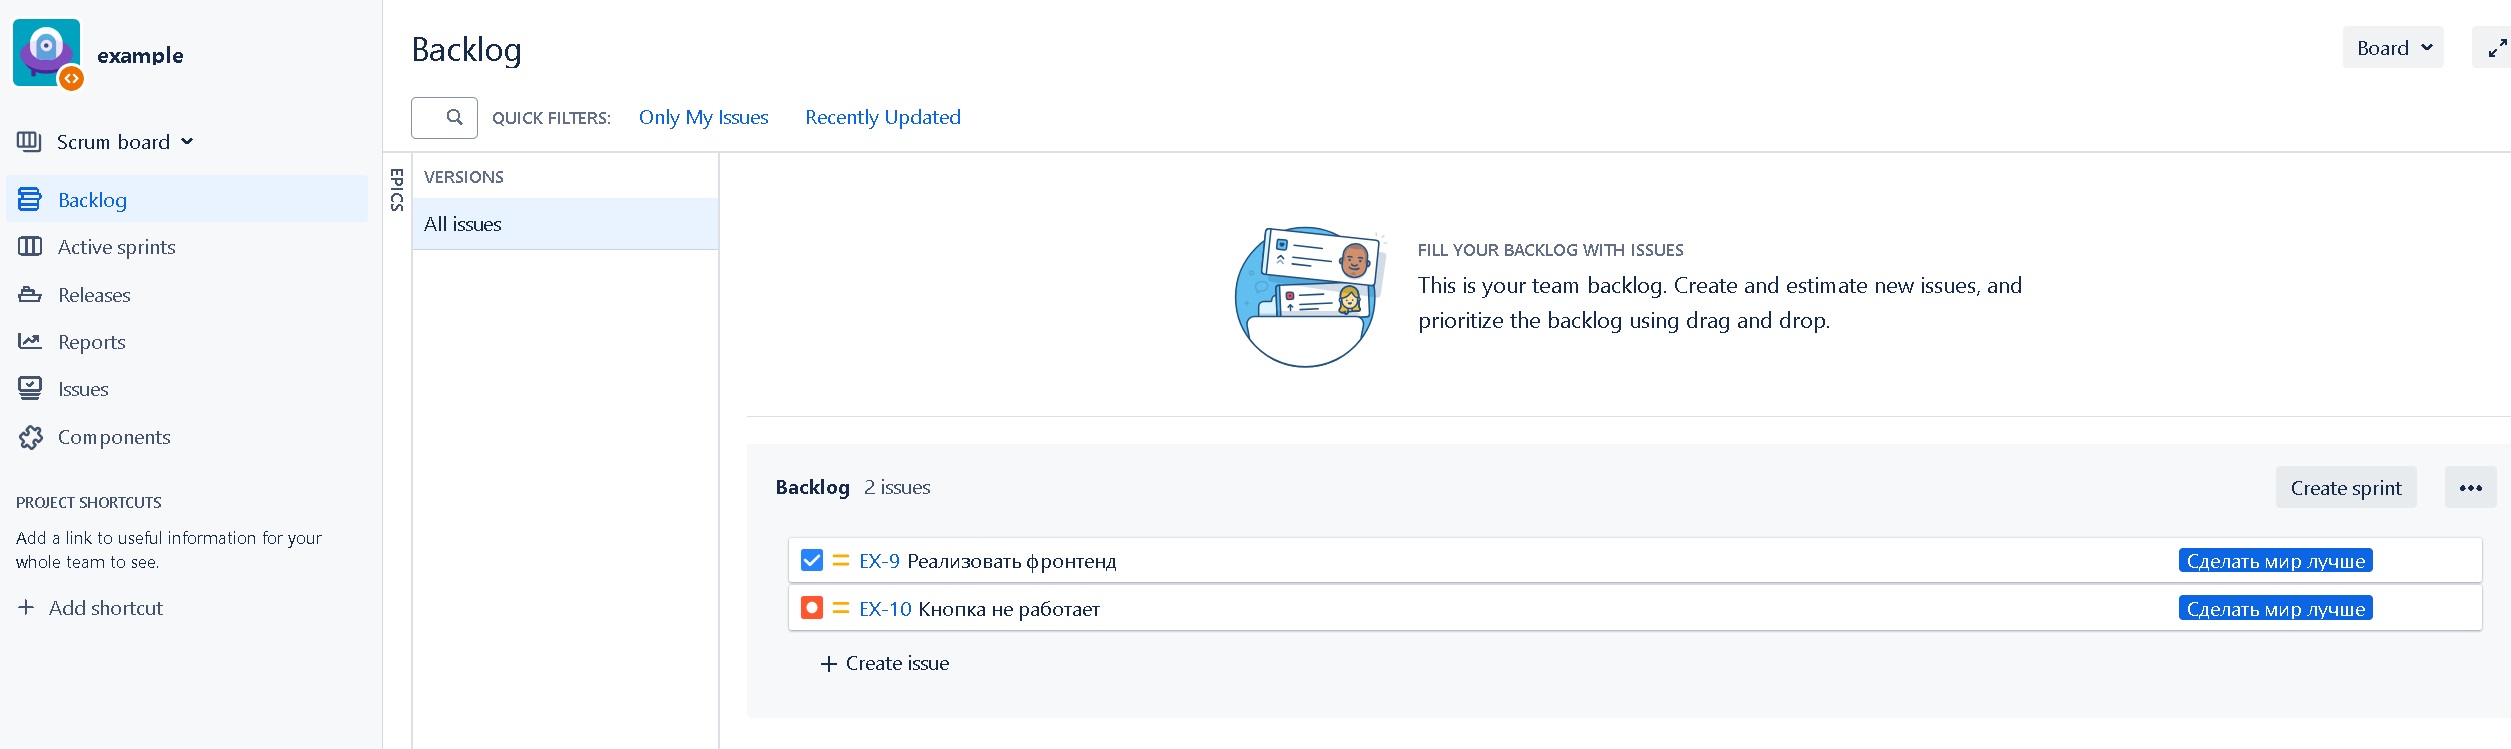 example
Scrum board
Backlog
Active sprints
Releases
Reports
Issues
Components
PROJECT SHORTCUTS
Add a link to useful information for your
whole team to see.
Add shortcut
Backlog
Board
QUICK FILTERS:
Only My Issues
Recently Updated
EPICS
VERSIONS
All issues
FILL YOUR BACKLOG WITH ISSUES
This is your team backlog. Create and estimate new issues, and
prioritize the backlog using drag and drop.
Backlog 2 issues
Create sprint
EX-9 Реализовать фронтенд
Сделать мир лучше
EX-10 Кнопка не работает
Сделать мир лучше
+ Create issue